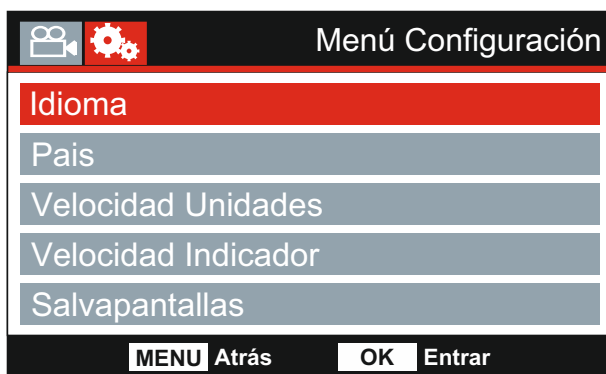 Menú Configuración
Idioma
Pais
Velocidad Unidades
Velocidad Indicador
Salvapantallas
MENU Atrás OK Entrar